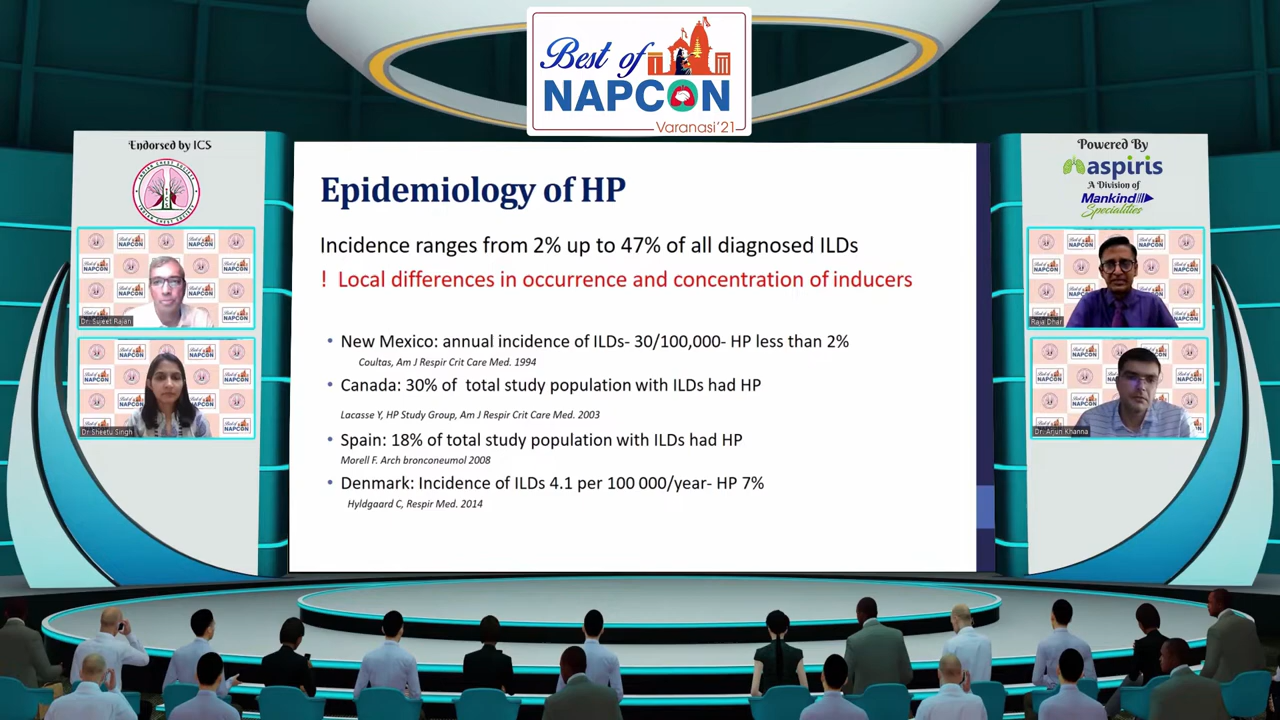 Best of
NAPCON
Varanasi'21
Endorsed by ICS
INDIAN CHEST SOCIETY
Dr. Sujeet Rajan
Dr Sheetu Singh
Epidemiology of HP
Incidence ranges from 2% up to 47% of all diagnosed ILDs
! Local differences in occurrence and concentration of inducers
• New Mexico: annual incidence of ILDs- 30/100,000- HP less than 2%
Coultas, Am J Respir Crit Care Med. 1994
• Canada: 30% of total study population with ILDs had HP
Lacasse Y, HP Study Group, Am J Respir Crit Care Med. 2003
• Spain: 18% of total study population with ILDs had HP
Morell F. Arch bronconeumol 2008
• Denmark: Incidence of ILDs 4.1 per 100 000/year- HP 7%
Hyldgaard C, Respir Med. 2014
Powered By
aspiris
A Division of
Mankind
Specialities
Raja Dhar
Dr. Arjun Khanna